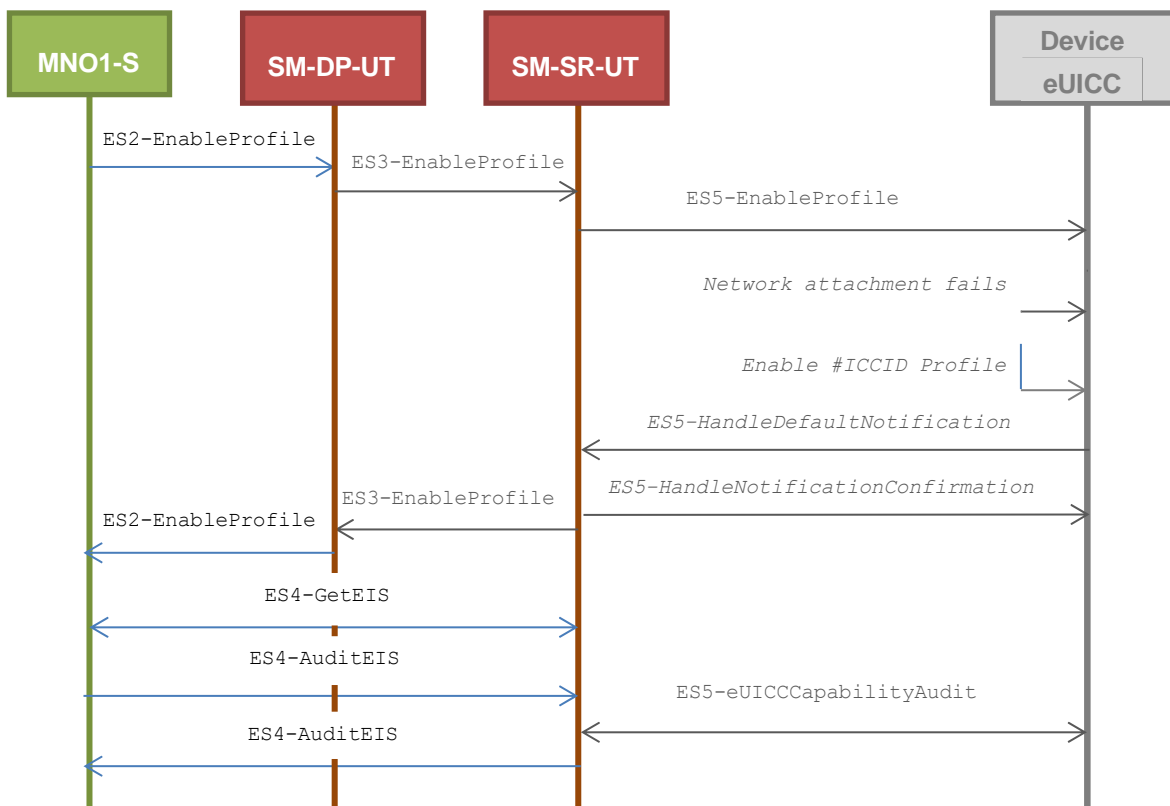 MNO1-S
SM-DP-UT
SM-SR-UT
Device
eUICC
ES2-EnableProfile
ES3-EnableProfile
ES5-EnableProfile
Network attachment fails
Enable #ICCID Profile
ES5-HandleDefaultNotification
ES5-HandleNotificationConfirmation
ES3-EnableProfile
ES2-EnableProfile
ES4-GetEIS
ES4-AuditEIS
ES5-eUICCCapabilityAudit
ES4-AuditEIS